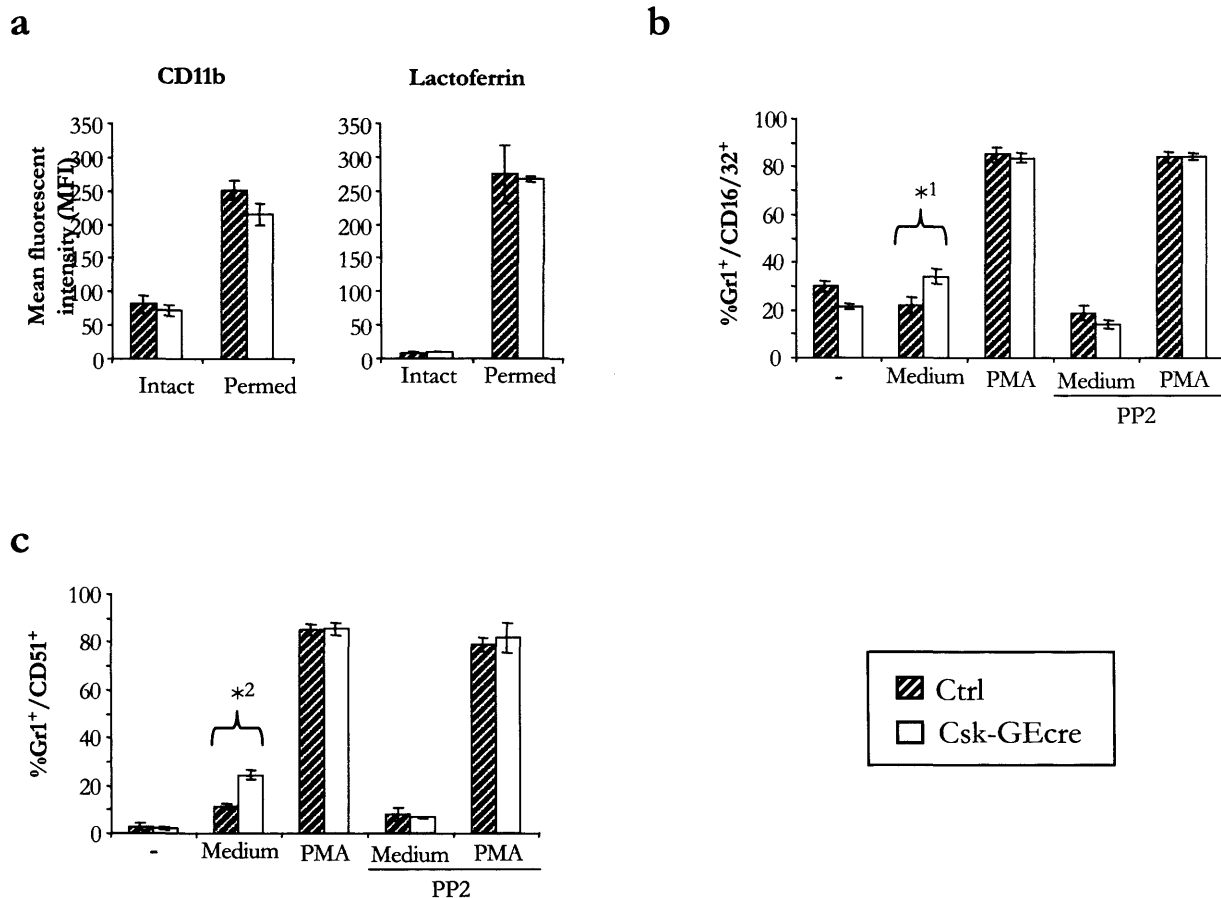 a
CD11b
Mean fluorescent
intensity (MFI)
350
300
250
200
150
100
50
0
Intact Permed
Lactoferrin
350
300
250
200
150
100
50
0
Intact Permed
b
%Gr1⁺/CD16/32⁺
100
80
60
40
20
0
*1
- Medium PMA Medium PMA
PP2
c
%Gr1⁺/CD51⁺
100
80
60
40
20
0
*2
- Medium PMA Medium PMA
PP2
Ctrl
Csk-GEcre